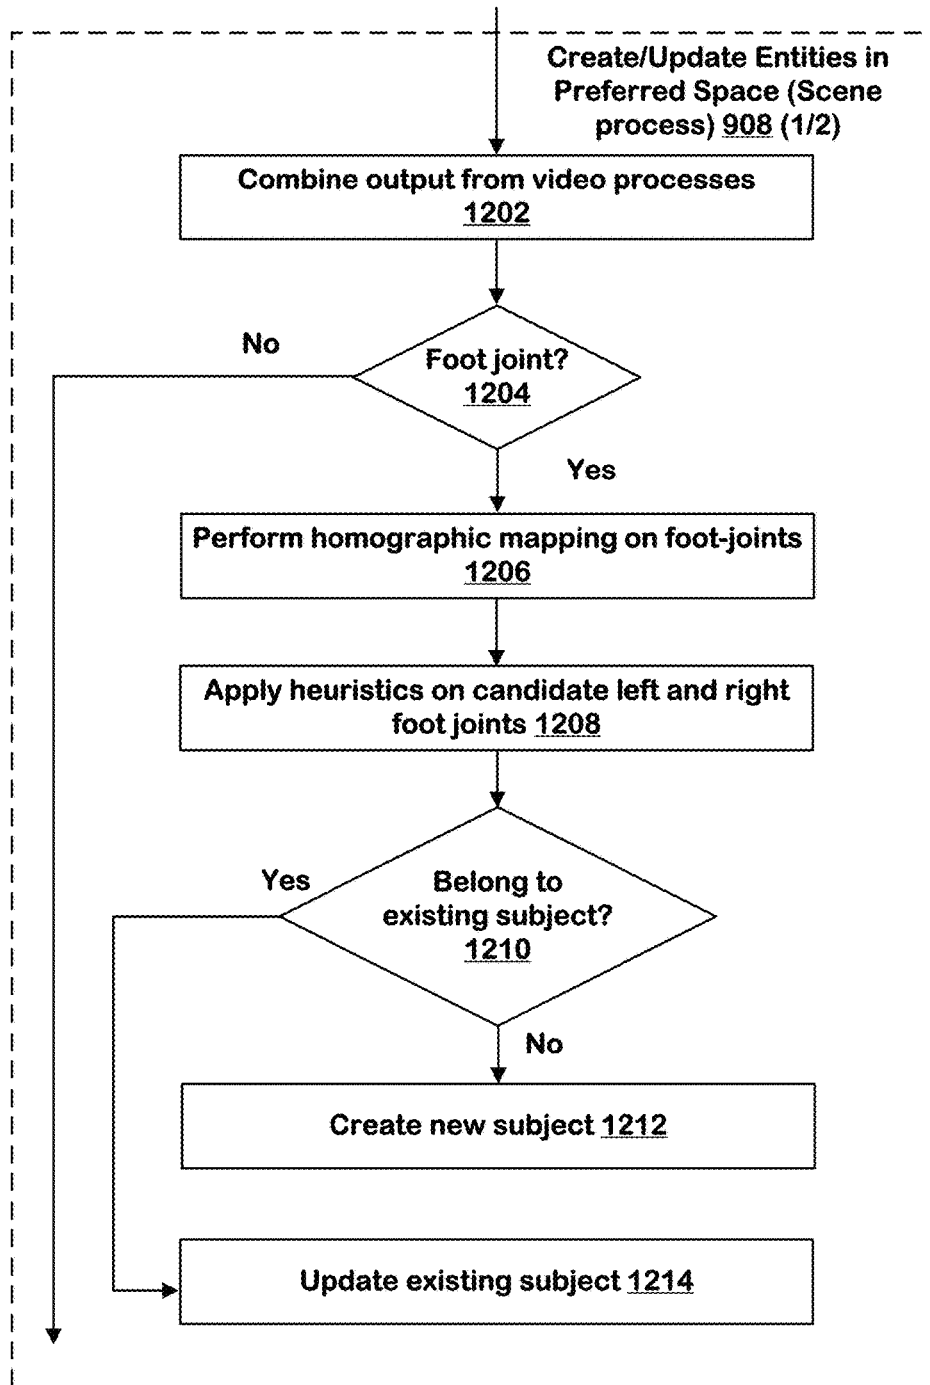 Create/Update Entities in
Preferred Space (Scene
process) 908 (1/2)
Combine output from video processes
1202
No
Foot joint?
1204
Yes
Perform homographic mapping on foot-joints
1206
Apply heuristics on candidate left and right
foot joints 1208
Yes
Belong to
existing subject?
1210
No
Create new subject 1212
Update existing subject 1214